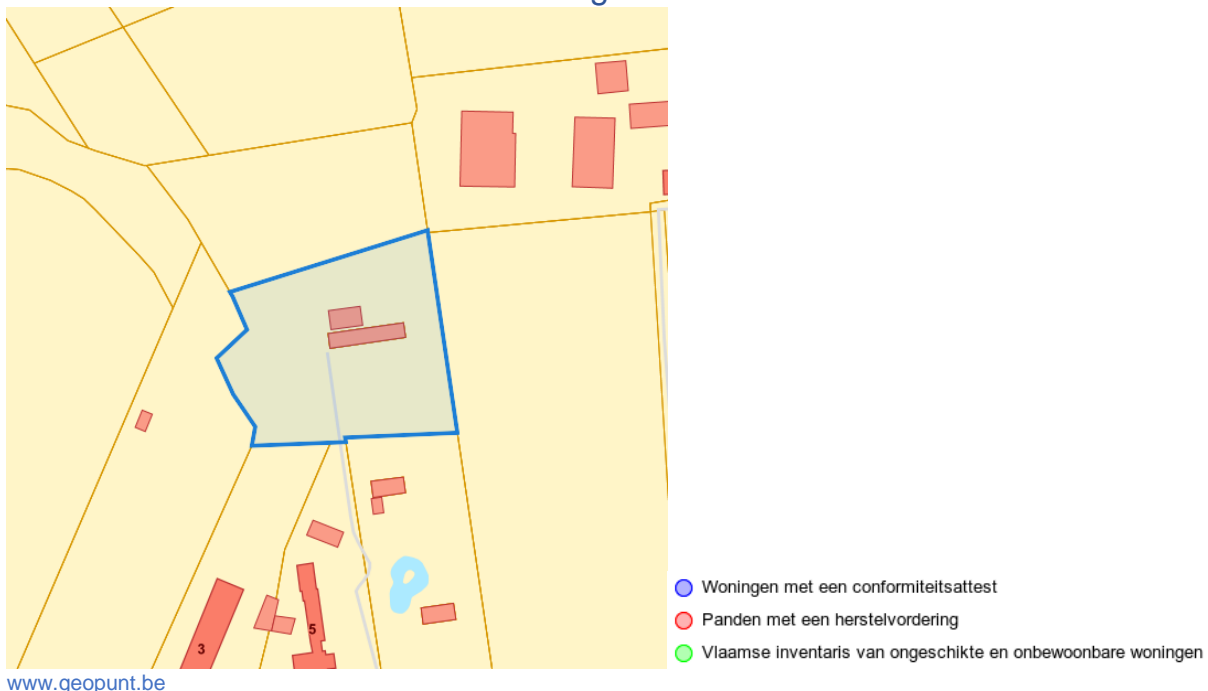 5
3
Woningen met een conformiteitsattest
Panden met een herstelvordering
Vlaamse inventaris van ongeschikte en onbewoonbare woningen
www.geopunt.be